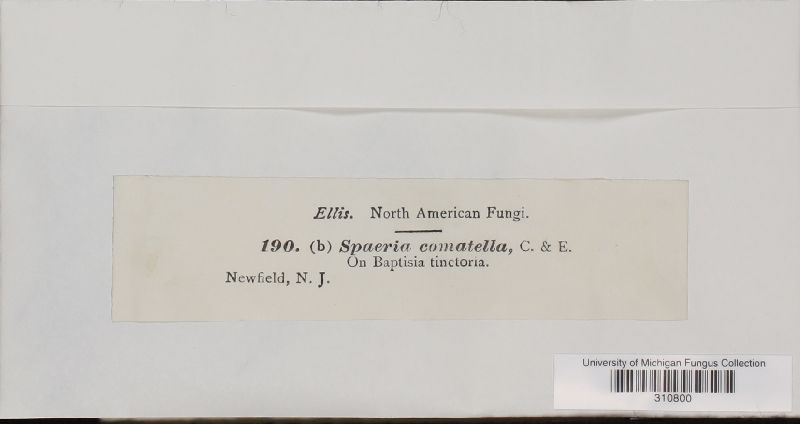 Ellis. North American Fungi.
190. (b) Spaeria comatella, C. & E.
On Baptisia tinctoria.
Newfield, N. J.
University of Michigan Fungus Collection
310800